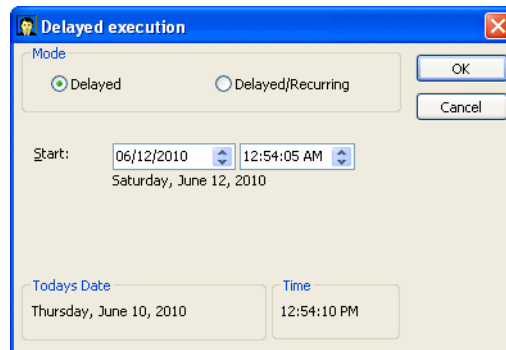 Delayed execution
Mode
Delayed
Delayed/Recurring
OK
Cancel
Start:
06/12/2010
12:54:05 AM
Saturday, June 12, 2010
Todays Date
Thursday, June 10, 2010
Time
12:54:10 PM